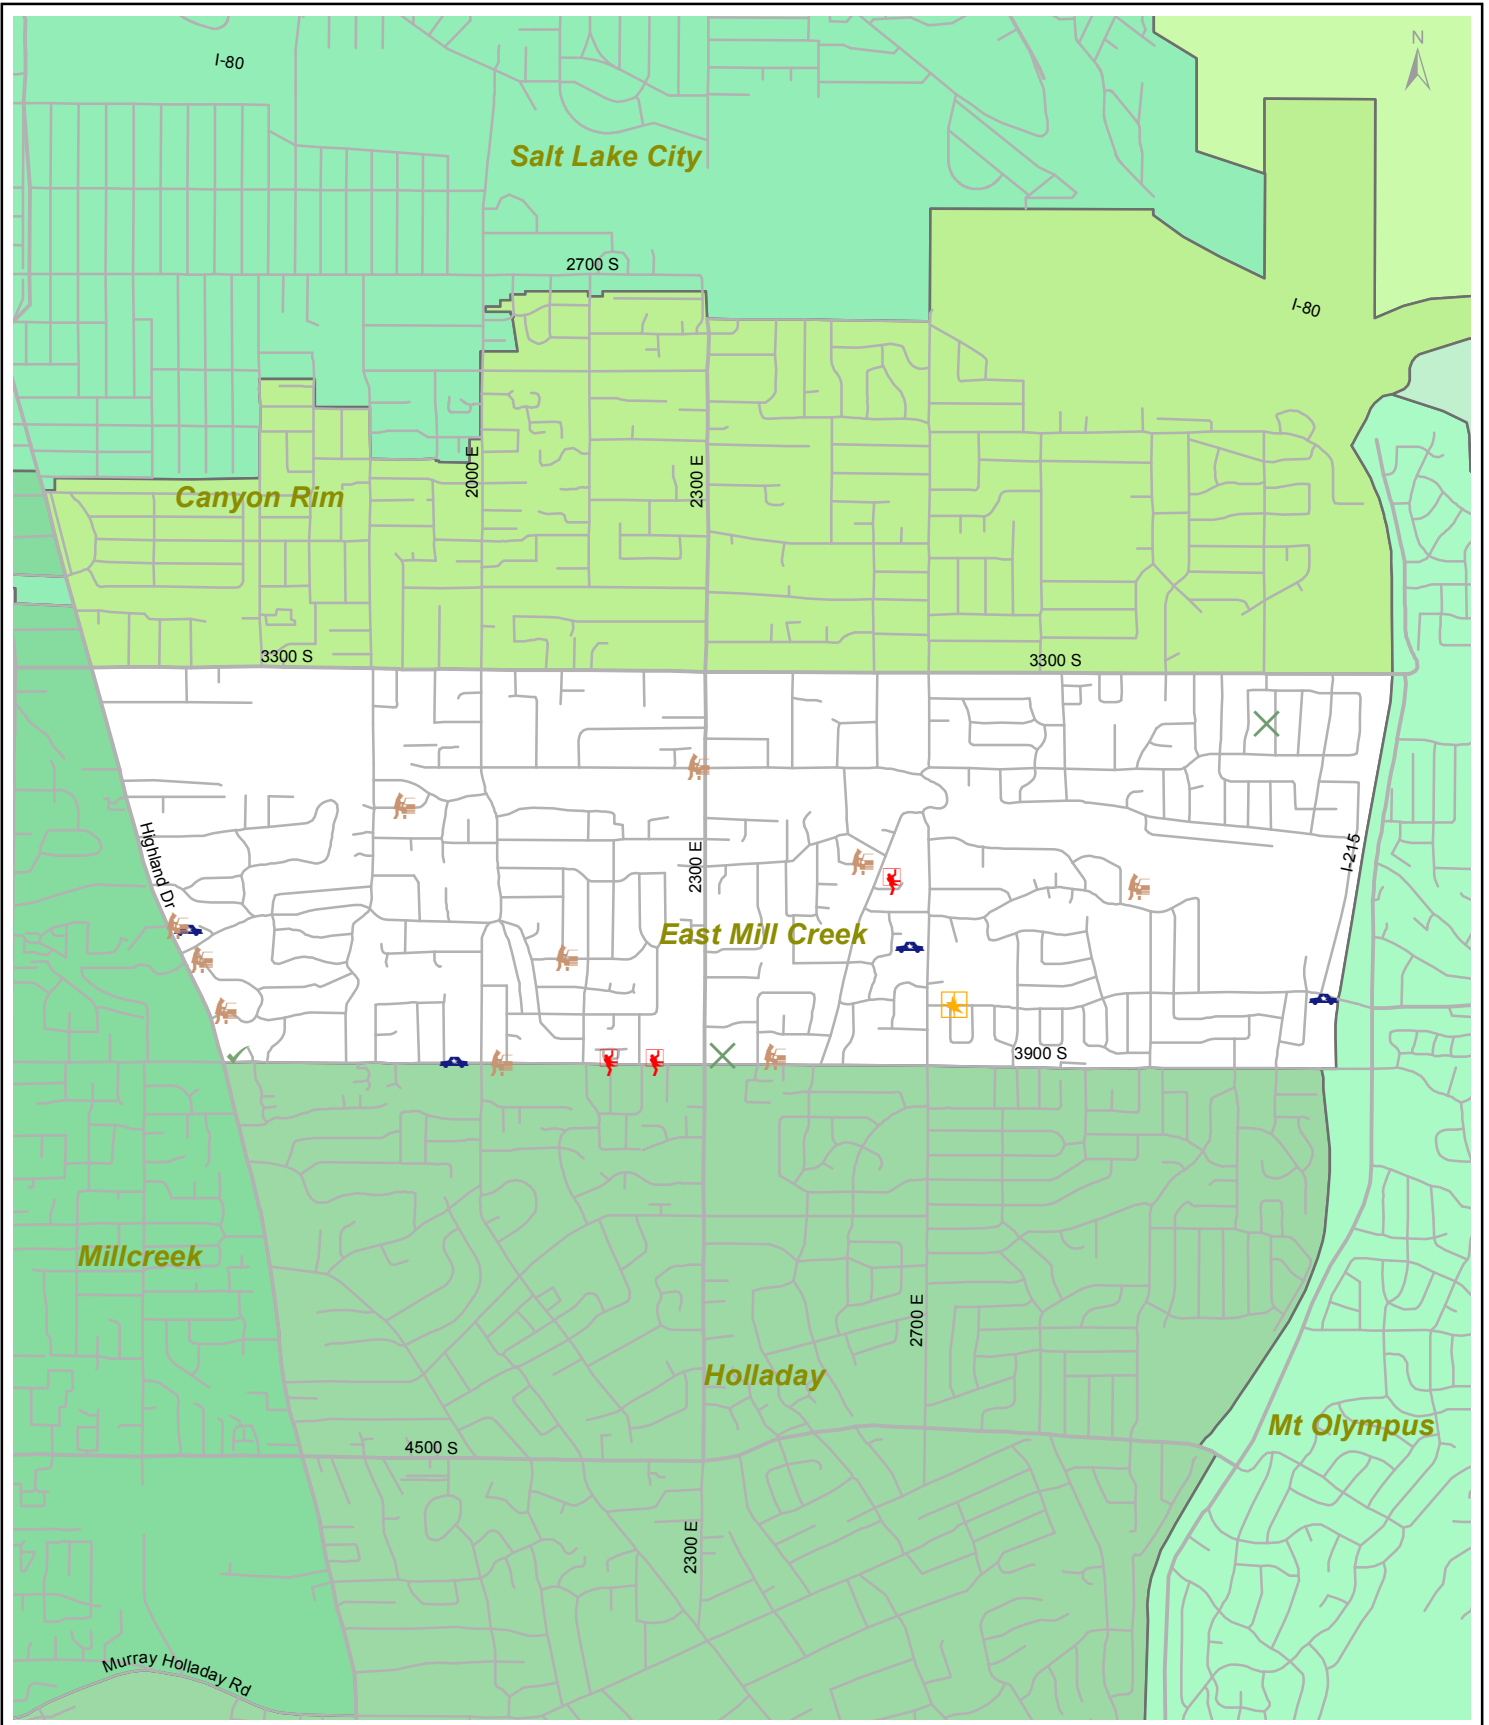 N
I-80
Salt Lake City
2700 S
I-80
2000 E
2300 E
Canyon Rim
3300 S
3300 S
Highland Dr
2300 E
I-215
East Mill Creek
3900 S
Millcreek
2700 E
Holladay
Mt Olympus
4500 S
2300 E
Murray Holladay Rd